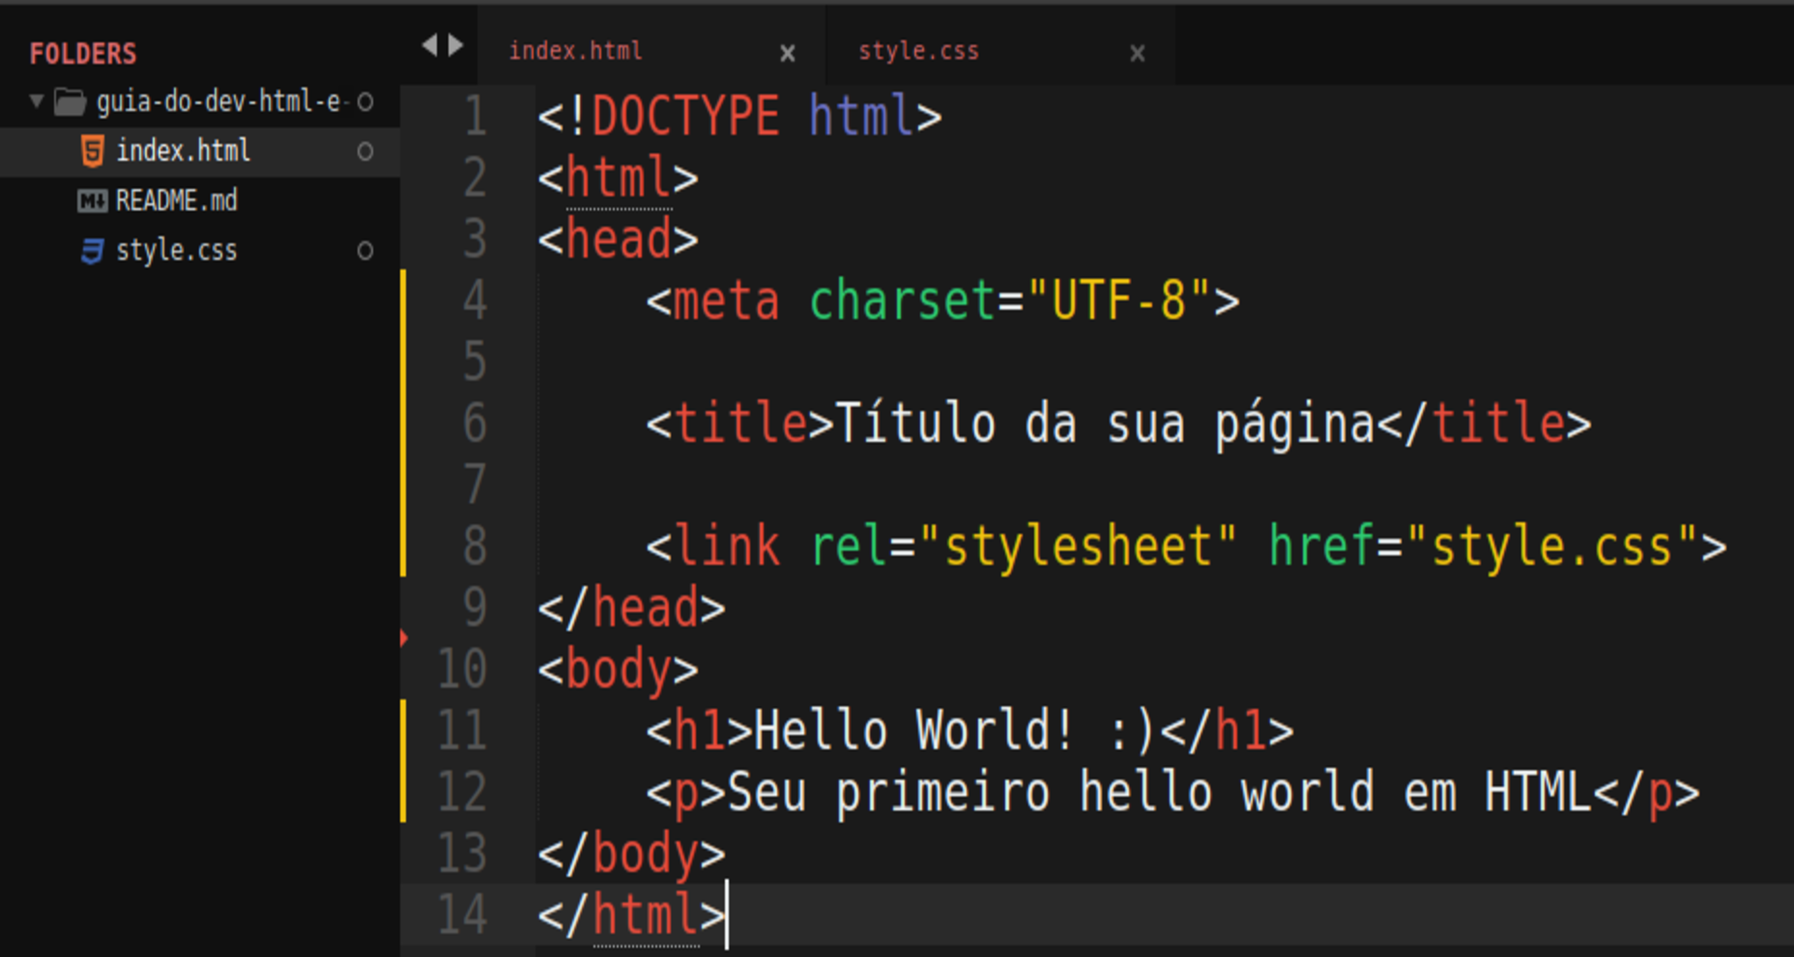 FOLDERS
guia-do-dev-html-e-
index.html
README.md
style.css
index.html x style.css x
1 <!DOCTYPE html>
2 <html>
3 <head>
4     <meta charset="UTF-8">
5
6     <title>Título da sua página</title>
7
8     <link rel="stylesheet" href="style.css">
9 </head>
10 <body>
11     <h1>Hello World! :)</h1>
12     <p>Seu primeiro hello world em HTML</p>
13 </body>
14 </html>